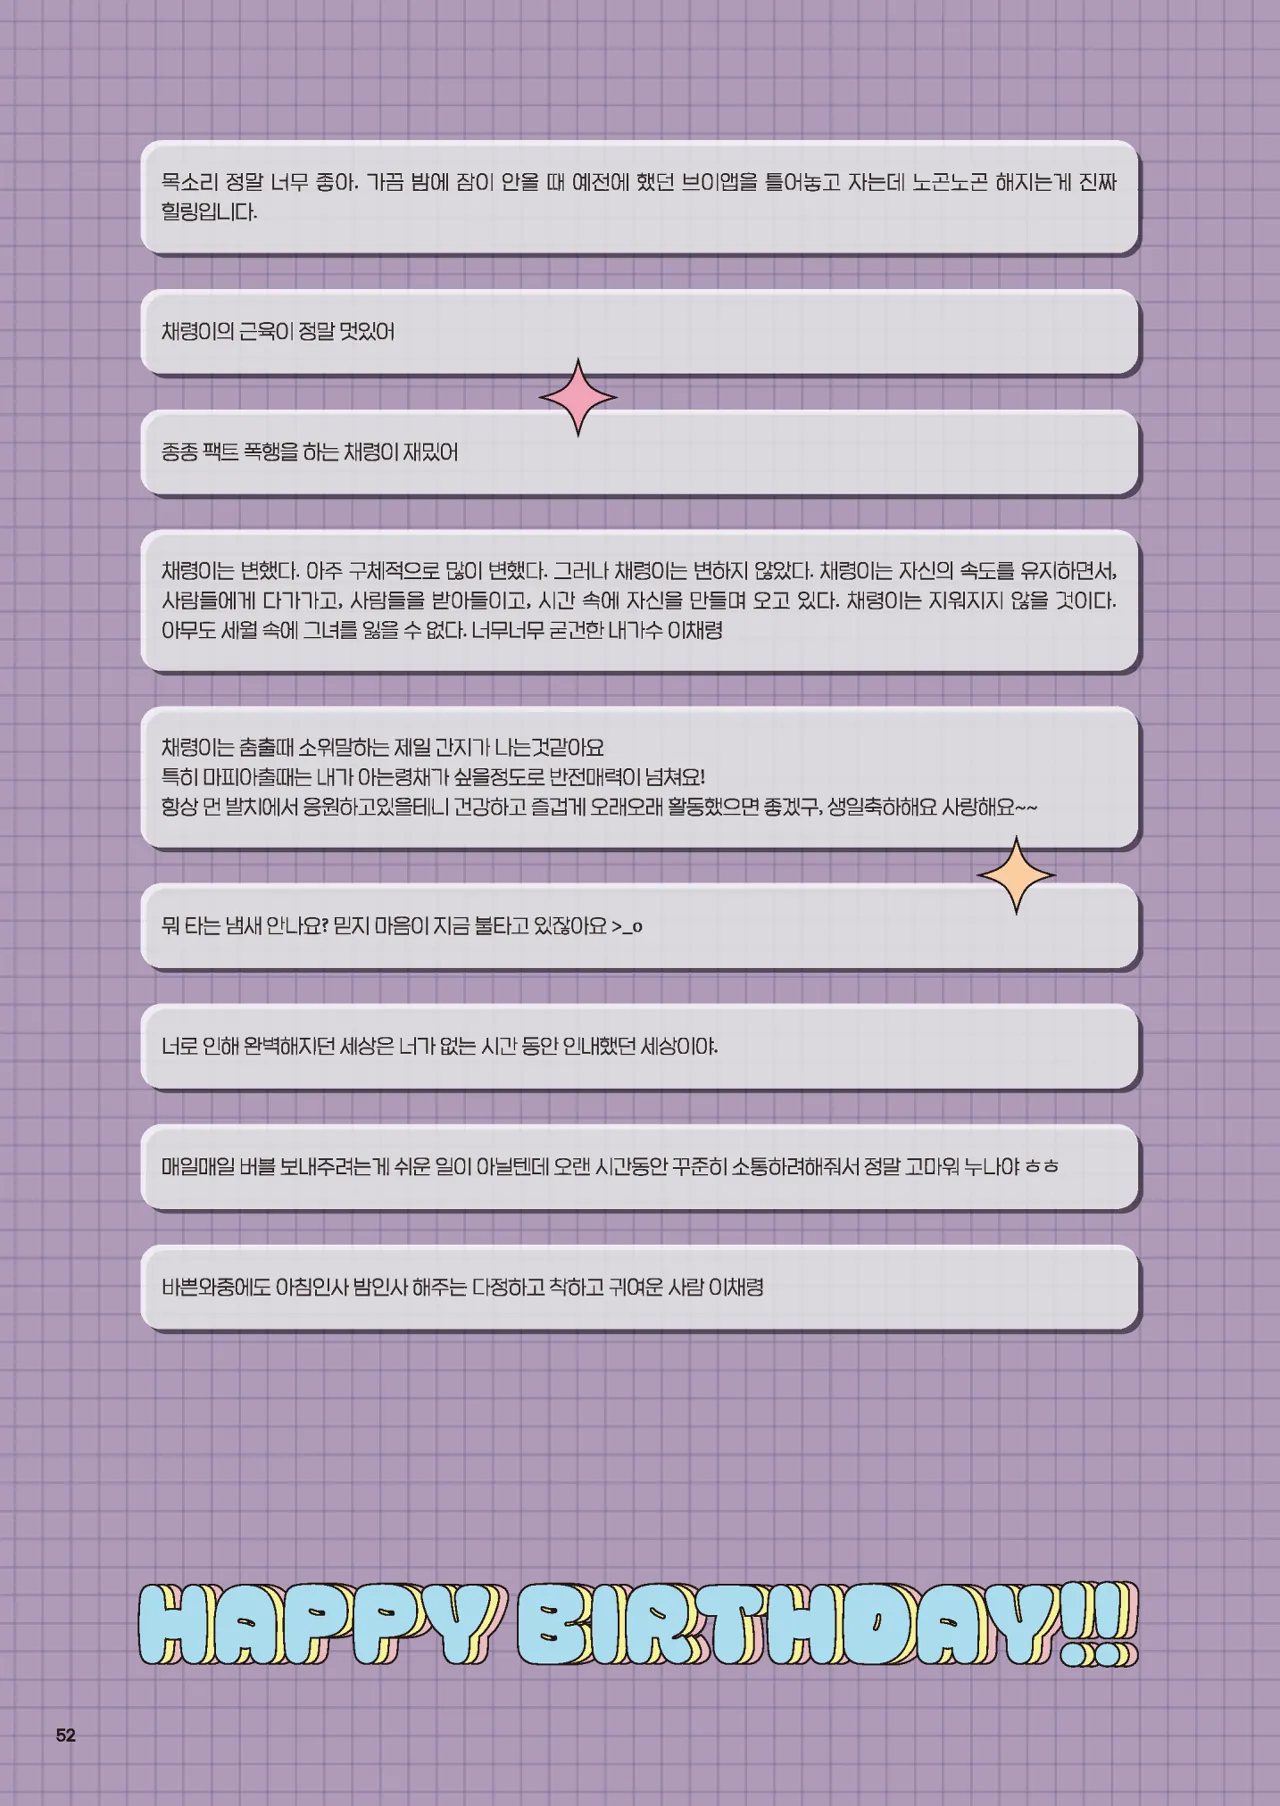 목소리 정말 너무 좋아. 가끔 밤에 잠이 안올 때 예전에 했던 브이앱을 틀어놓고 자는데 노곤노곤 해지는게 진짜
힐링입니다.
채령이의 근육이 정말 멋있어
종종 팩트 폭행을 하는 채령이 재밌어
채령이는 변했다. 아주 구체적으로 많이 변했다. 그러나 채령이는 변하지 않았다. 채령이는 자신의 속도를 유지하면서,
사람들에게 다가가고, 사람들을 받아들이고, 시간 속에 자신을 만들며 오고 있다. 채령이는 지워지지 않을 것이다.
아무도 세월 속에 그녀를 잃을 수 없다. 너무너무 굳건한 내가수 이채령
채령이는 춤출때 소위말하는 제일 간지가 나는것같아요
특히 마피아출때는 내가 아는령채가 싶을정도로 반전매력이 넘쳐요!
항상 먼 발치에서 응원하고있을테니 건강하고 즐겁게 오래오래 활동했으면 좋겠구, 생일축하해요 사랑해요~~
뭐 타는 냄새 안나요? 믿지 마음이 지금 불타고 있잖아요 >_o
너로 인해 완벽해지던 세상은 너가 없는 시간 동안 인내했던 세상이야.
매일매일 버블 보내주려는게 쉬운 일이 아닐텐데 오랜 시간동안 꾸준히 소통하려해줘서 정말 고마워 누나야 ㅎㅎ
바쁜와중에도 아침인사 밤인사 해주는 다정하고 착하고 귀여운 사람 이채령
HAPPY BIRTHDAY!!
52